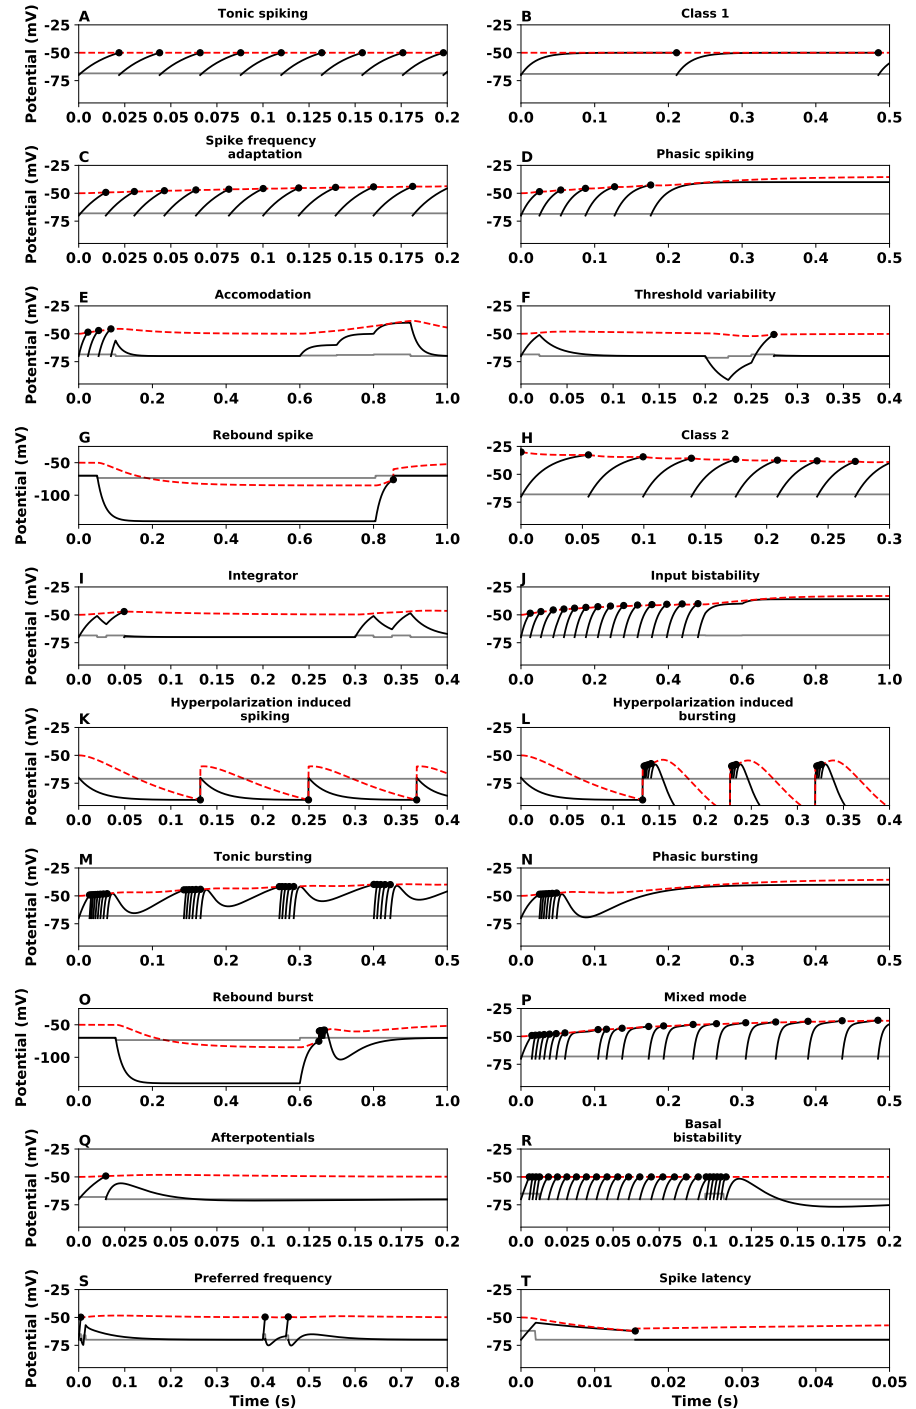 A Tonic spiking
B Class 1
Potential (mV)
-25
-50
-75
0.0 0.025 0.05 0.075 0.1 0.125 0.15 0.175 0.2
-25
-50
-75
0.0 0.1 0.2 0.3 0.4 0.5
C Spike frequency
adaptation
D Phasic spiking
Potential (mV)
-25
-50
-75
0.0 0.025 0.05 0.075 0.1 0.125 0.15 0.175 0.2
-25
-50
-75
0.0 0.1 0.2 0.3 0.4 0.5
E Accomodation
F Threshold variability
Potential (mV)
-25
-50
-75
0.0 0.2 0.4 0.6 0.8 1.0
-25
-50
-75
0.0 0.05 0.1 0.15 0.2 0.25 0.3 0.35 0.4
G Rebound spike
H Class 2
Potential (mV)
-50
-100
0.0 0.2 0.4 0.6 0.8 1.0
-25
-50
-75
0.0 0.05 0.1 0.15 0.2 0.25 0.3
I Integrator
J Input bistability
Potential (mV)
-25
-50
-75
0.0 0.05 0.1 0.15 0.2 0.25 0.3 0.35 0.4
-25
-50
-75
0.0 0.2 0.4 0.6 0.8 1.0
K Hyperpolarization induced
spiking
L Hyperpolarization induced
bursting
Potential (mV)
-25
-50
-75
0.0 0.05 0.1 0.15 0.2 0.25 0.3 0.35 0.4
-25
-50
-75
0.0 0.05 0.1 0.15 0.2 0.25 0.3 0.35 0.4
M Tonic bursting
N Phasic bursting
Potential (mV)
-25
-50
-75
0.0 0.1 0.2 0.3 0.4 0.5
-25
-50
-75
0.0 0.1 0.2 0.3 0.4 0.5
O Rebound burst
P Mixed mode
Potential (mV)
-50
-100
0.0 0.2 0.4 0.6 0.8 1.0
-25
-50
-75
0.0 0.1 0.2 0.3 0.4 0.5
Q Afterpotentials
R Basal
bistability
Potential (mV)
-25
-50
-75
0.0 0.025 0.05 0.075 0.1 0.125 0.15 0.175 0.2
-25
-50
-75
0.0 0.025 0.05 0.075 0.1 0.125 0.15 0.175 0.2
S Preferred frequency
T Spike latency
Potential (mV)
-25
-50
-75
0.0 0.1 0.2 0.3 0.4 0.5 0.6 0.7 0.8
Time (s)
-25
-50
-75
0.0 0.01 0.02 0.03 0.04 0.05
Time (s)